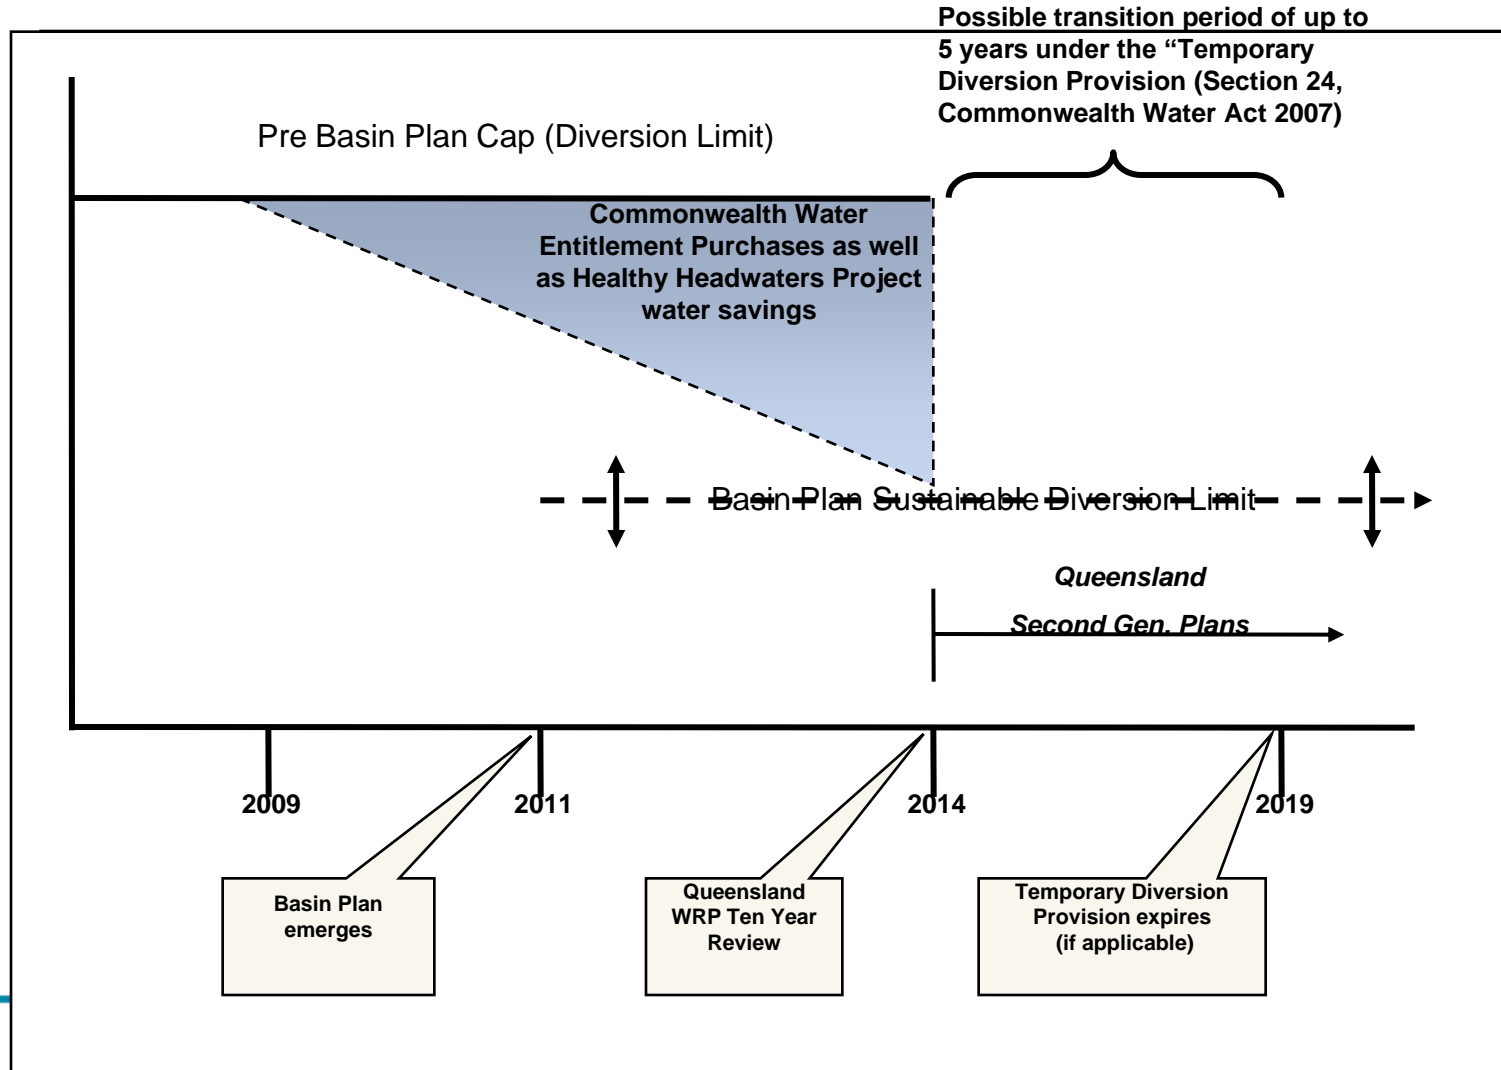 Possible transition period of up to
5 years under the “Temporary
Diversion Provision (Section 24,
Commonwealth Water Act 2007)
Pre Basin Plan Cap (Diversion Limit)
Commonwealth Water
Entitlement Purchases as well
as Healthy Headwaters Project
water savings
Basin Plan Sustainable Diversion Limit
Queensland
Second Gen. Plans
2009
2011
2014
2019
Basin Plan
emerges
Queensland
WRP Ten Year
Review
Temporary Diversion
Provision expires
(if applicable)